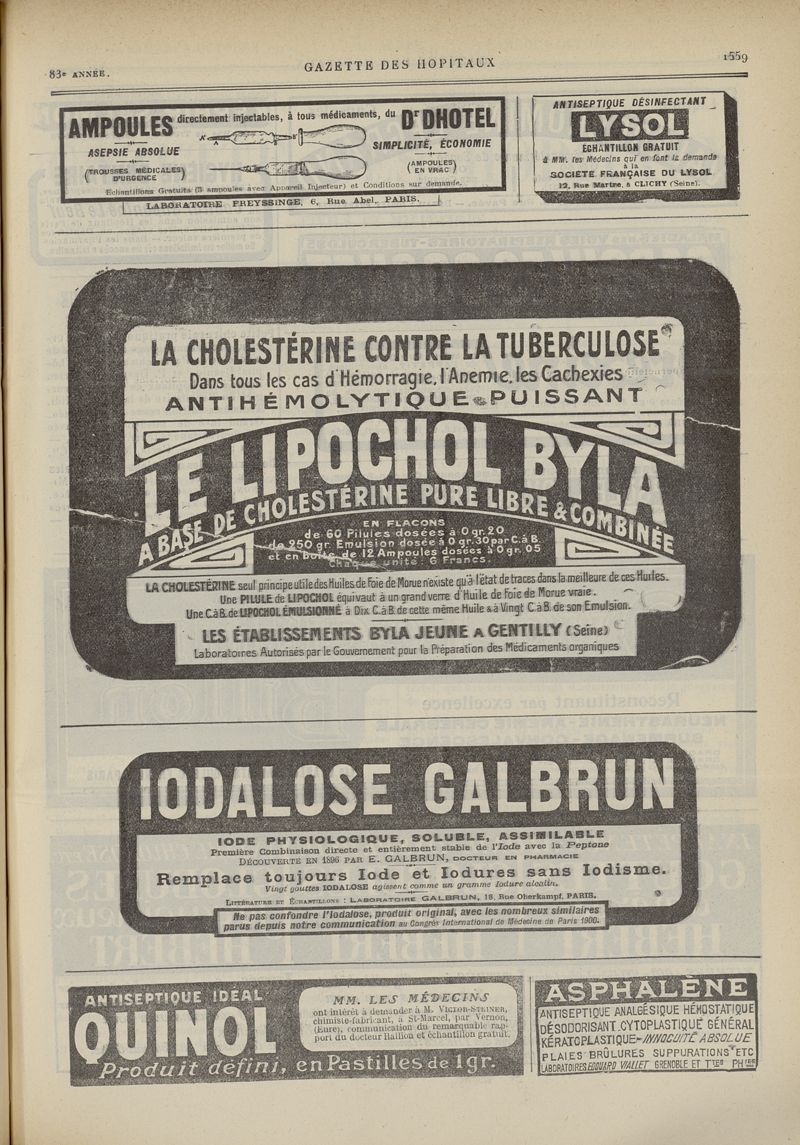 83e ANNÉE.
GAZETTE DES HOPITAUX
1559
AMPOULES directement injectables, à tous médicaments, du Dr DHOTEL
ASEPSIE ABSOLUE
SIMPLICITÉ, ÉCONOMIE
(TROUSSES MÉDICALES D'URGENCE)
(AMPOULES EN VRAC)
Echantillons Gratuits (3 ampoules avec Appareil Injecteur) et Conditions sur demande.
LABORATOIRE FREYSSINGE, 6, Rue Abel, PARIS.
ANTISEPTIQUE DÉSINFECTANT
LYSOL
ÉCHANTILLON GRATUIT
à MM. les Médecins qui en font la demande
à la
SOCIÉTÉ FRANÇAISE DU LYSOL
12, Rue Martre, à CLICHY (Seine).
LA CHOLESTÉRINE CONTRE LA TUBERCULOSE
Dans tous les cas d'Hémorragie, l'Anemie, les Cachexies
ANTIHÉMOLYTIQUE PUISSANT
LE LIPOCHOL BYLA
A BASE DE CHOLESTÉRINE PURE LIBRE & COMBINÉE
EN FLACONS
de 60 Pilules dosées à 0 gr. 20
de 250 gr. Emulsion dosée à 0 gr. 30 par C. à B.
et en boite de 12 Ampoules dosées à 0 gr. 05
Chaque unité : 6 Francs.
LA CHOLESTÉRINE seul principe utile des Huiles de Foie de Morue n'existe qu'à l'état de traces dans la meilleure de ces Huiles.
Une PILULE de LIPOCHOL équivaut à un grand verre d'Huile de Foie de Morue vraie.
Une C.àB. de LIPOCHOL ÉMULSIONNÉ à Dix C.àB. de cette même Huile & à Vingt C.àB. de son Emulsion.
LES ÉTABLISSEMENTS BYLA JEUNE A GENTILLY (Seine)
Laboratoires Autorisés par le Gouvernement pour la Préparation des Médicaments organiques
IODALOSE GALBRUN
IODE PHYSIOLOGIQUE, SOLUBLE, ASSIMILABLE
Première Combinaison directe et entièrement stable de l'Iode avec la Peptone
DÉCOUVERTE EN 1896 PAR E. GALBRUN, DOCTEUR EN PHARMACIE
Remplace toujours Iode et Iodures sans Iodisme.
Vingt gouttes IODALOSE agissent comme un gramme Iodure alcalin.
LITTÉRATURE ET ÉCHANTILLONS : LABORATOIRE GALBRUN, 18, Rue Oberkampf, PARIS.
Ne pas confondre l'Iodalose, produit original, avec les nombreux similaires
parus depuis notre communication au Congrès International de Médecine de Paris 1900.
ANTISEPTIQUE IDÉAL
QUINOL
Produit défini, en Pastilles de 1gr.
MM. LES MÉDECINS
ont intérêt à demander à M. VICTOR-STEINER,
chimiste-fabricant, à St-Marcel, par Vernon,
(Eure), communication du remarquable rap-
port du docteur Hallion et échantillon gratuit.
ASPHALÈNE
ANTISEPTIQUE ANALGÉSIQUE HÉMOSTATIQUE
DÉSODORISANT. CYTOPLASTIQUE GÉNÉRAL
KÉRATOPLASTIQUE - INNOCUITÉ ABSOLUE
PLAIES BRÛLURES SUPPURATIONS ETC
LABORATOIRES EDOUARD VIALLET GRENOBLE ET Ttes PHies